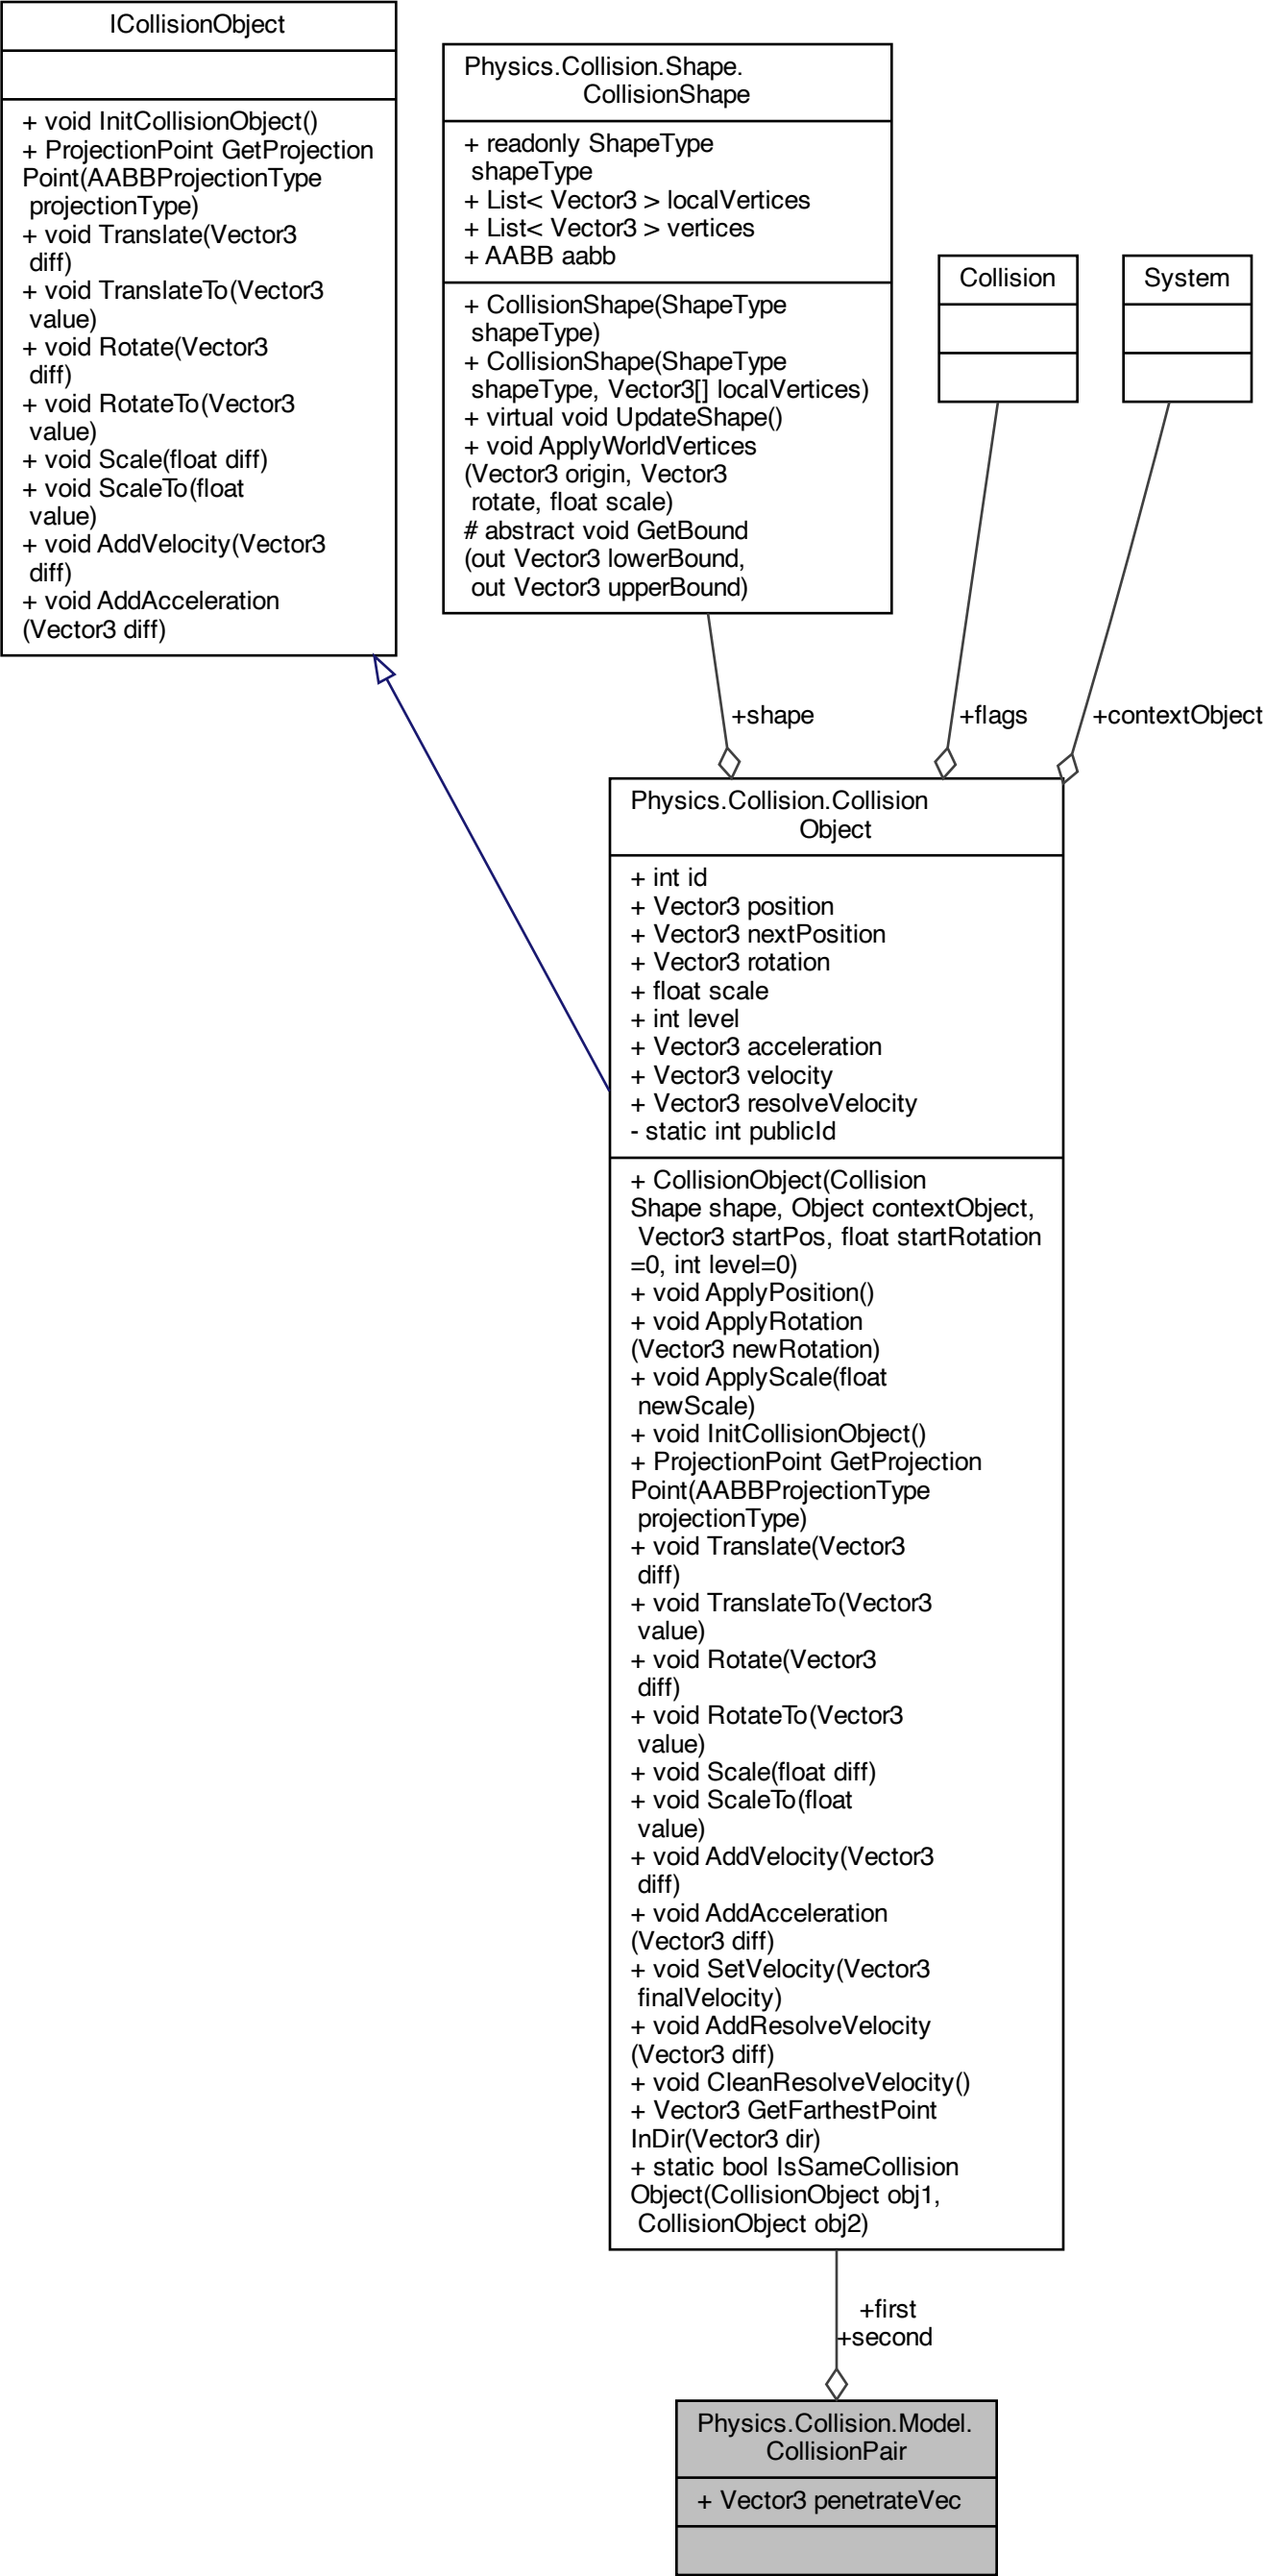 ICollisionObject
+ void InitCollisionObject()
+ ProjectionPoint GetProjection
Point(AABBProjectionType
projectionType)
+ void Translate(Vector3
diff)
+ void TranslateTo(Vector3
value)
+ void Rotate(Vector3
diff)
+ void RotateTo(Vector3
value)
+ void Scale(float diff)
+ void ScaleTo(float
value)
+ void AddVelocity(Vector3
diff)
+ void AddAcceleration
(Vector3 diff)
Physics.Collision.Shape.
CollisionShape
+ readonly ShapeType
shapeType
+ List< Vector3 > localVertices
+ List< Vector3 > vertices
+ AABB aabb
+ CollisionShape(ShapeType
shapeType)
+ CollisionShape(ShapeType
shapeType, Vector3[] localVertices)
+ virtual void UpdateShape()
+ void ApplyWorldVertices
(Vector3 origin, Vector3
rotate, float scale)
# abstract void GetBound
(out Vector3 lowerBound,
out Vector3 upperBound)
Collision
System
+shape
+flags
+contextObject
Physics.Collision.Collision
Object
+ int id
+ Vector3 position
+ Vector3 nextPosition
+ Vector3 rotation
+ float scale
+ int level
+ Vector3 acceleration
+ Vector3 velocity
+ Vector3 resolveVelocity
- static int publicId
+ CollisionObject(Collision
Shape shape, Object contextObject,
Vector3 startPos, float startRotation
=0, int level=0)
+ void ApplyPosition()
+ void ApplyRotation
(Vector3 newRotation)
+ void ApplyScale(float
newScale)
+ void InitCollisionObject()
+ ProjectionPoint GetProjection
Point(AABBProjectionType
projectionType)
+ void Translate(Vector3
diff)
+ void TranslateTo(Vector3
value)
+ void Rotate(Vector3
diff)
+ void RotateTo(Vector3
value)
+ void Scale(float diff)
+ void ScaleTo(float
value)
+ void AddVelocity(Vector3
diff)
+ void AddAcceleration
(Vector3 diff)
+ void SetVelocity(Vector3
finalVelocity)
+ void AddResolveVelocity
(Vector3 diff)
+ void CleanResolveVelocity()
+ Vector3 GetFarthestPoint
InDir(Vector3 dir)
+ static bool IsSameCollision
Object(CollisionObject obj1,
CollisionObject obj2)
+first
+second
Physics.Collision.Model.
CollisionPair
+ Vector3 penetrateVec